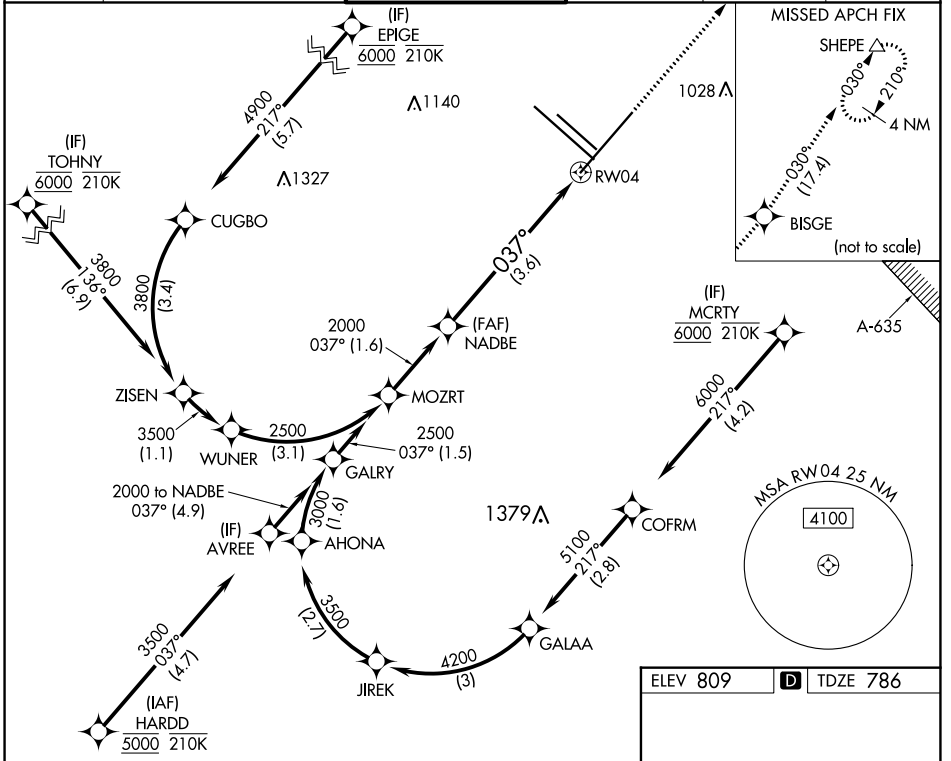 (IF)
EPIGE
6000 210K
4900
217°
(5.7)
1140
1327
(IF)
TOHNY
6000 210K
3800
136°
(6.9)
CUGBO
3800
(3.4)
ZISEN
3500
(1.1)
WUNER
2500
(3.1)
2000
037° (1.6)
MOZRT
(FAF)
NADBE
037°
(3.6)
RW04
1028
MISSED APCH FIX
SHEPE
030°
210°
4 NM
030°
(17.4)
BISGE
(not to scale)
A-635
(IF)
MCRTY
6000 210K
6000
217°
(4.2)
COFRM
5100
217°
(2.8)
GALAA
4200
(3)
JIREK
3500
(2.7)
AHONA
3000
(1.6)
GALRY
2500
037° (1.5)
2000 to NADBE
037° (4.9)
(IF)
AVREE
1379
3500
037°
(4.7)
(IAF)
HARDD
5000 210K
MSA RW04 25 NM
4100
ELEV 809 D TDZE 786